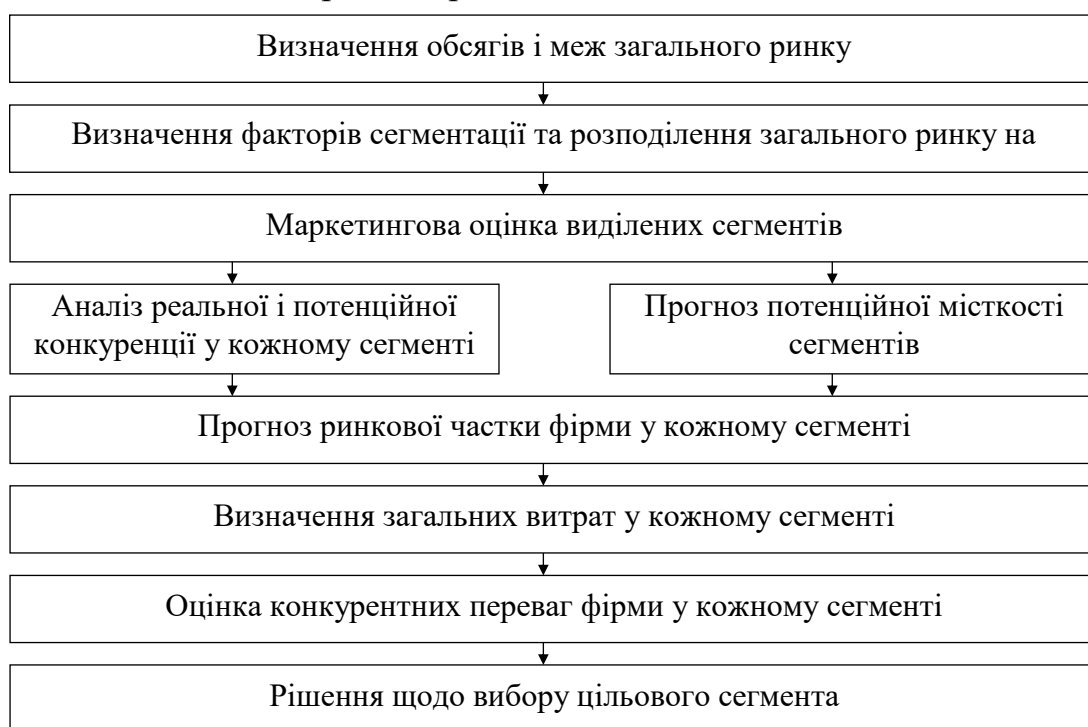 Визначення обсягів і меж загального ринку
Визначення факторів сегментації та розподілення загального ринку на
Маркетингова оцінка виділених сегментів
Аналіз реальної і потенційної
конкуренції у кожному сегменті
Прогноз потенційної місткості
сегментів
Прогноз ринкової частки фірми у кожному сегменті
Визначення загальних витрат у кожному сегменті
Оцінка конкурентних переваг фірми у кожному сегменті
Рішення щодо вибору цільового сегмента